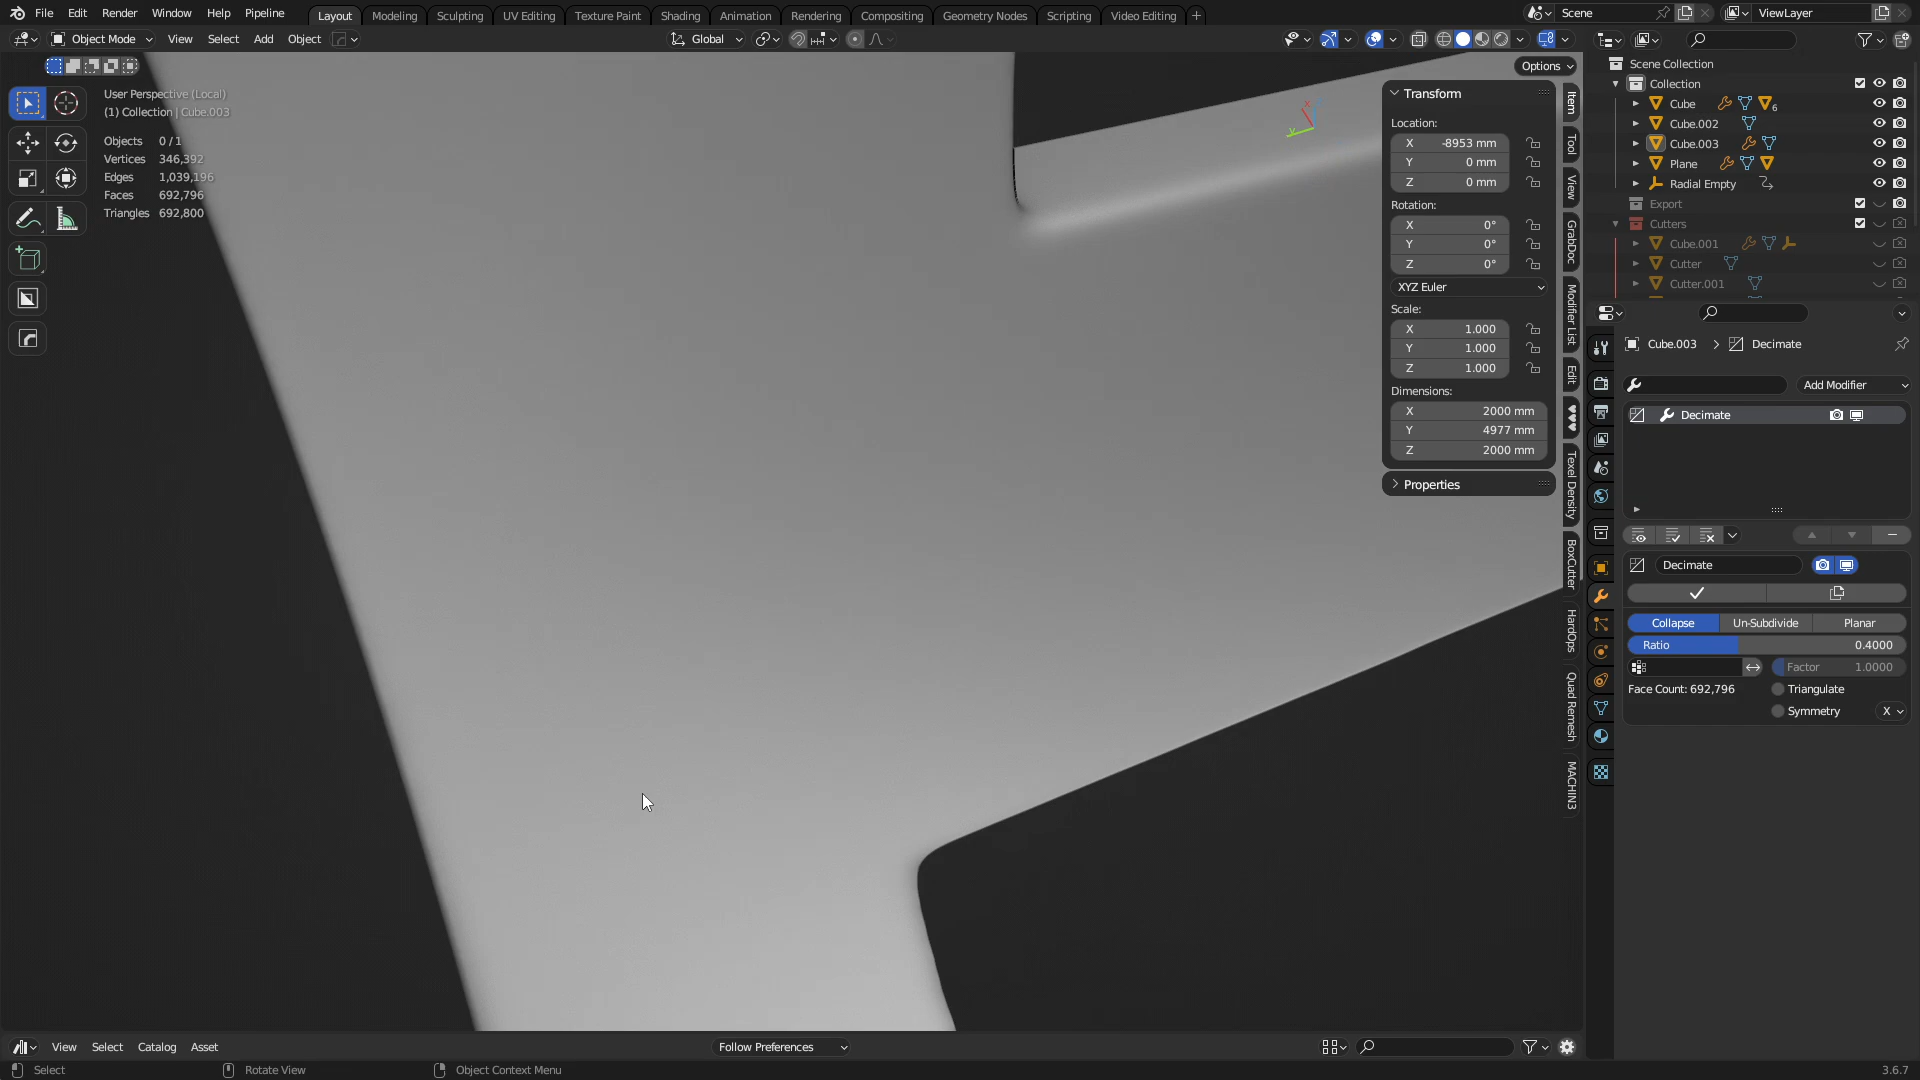 File Edit Render Window Help Pipeline Layout Modeling Sculpting UV Editing Texture Paint Shading Animation Rendering Compositing Geometry Nodes Scripting Video Editing + Scene ViewLayer
Object Mode View Select Add Object Global
Options
User Perspective (Local)
(1) Collection | Cube.003
Objects 0/1
Vertices 346,392
Edges 1,039,196
Faces 692,796
Triangles 692,800
X
Y
Transform
Location:
X -8953 mm
Y 0 mm
Z 0 mm
Rotation:
X 0°
Y 0°
Z 0°
XYZ Euler
Scale:
X 1.000
Y 1.000
Z 1.000
Dimensions:
X 2000 mm
Y 4977 mm
Z 2000 mm
Properties
Item
Tool
View
GrabDoc
Modifier List
Edit
♥♥♥
Texel Density
BoxCutter
HardOps
Quad Remesh
MACHIN3
Scene Collection
Collection
Cube 6
Cube.002
Cube.003
Plane
Radial Empty
Export
Cutters
Cube.001
Cutter
Cutter.001
Cube.003 > Decimate
Add Modifier
Decimate
Decimate
Collapse Un-Subdivide Planar
Ratio 0.4000
Factor 1.0000
Face Count: 692,796 Triangulate
Symmetry X
View Select Catalog Asset Follow Preferences
Select Rotate View Object Context Menu 3.6.7